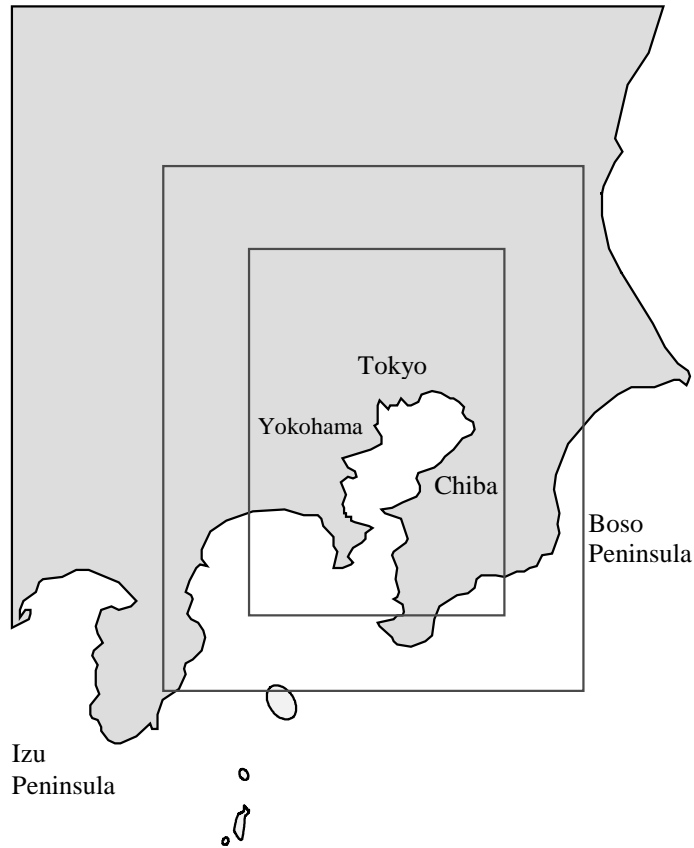 Tokyo
Yokohama
Chiba
Boso
Peninsula
Izu
Peninsula